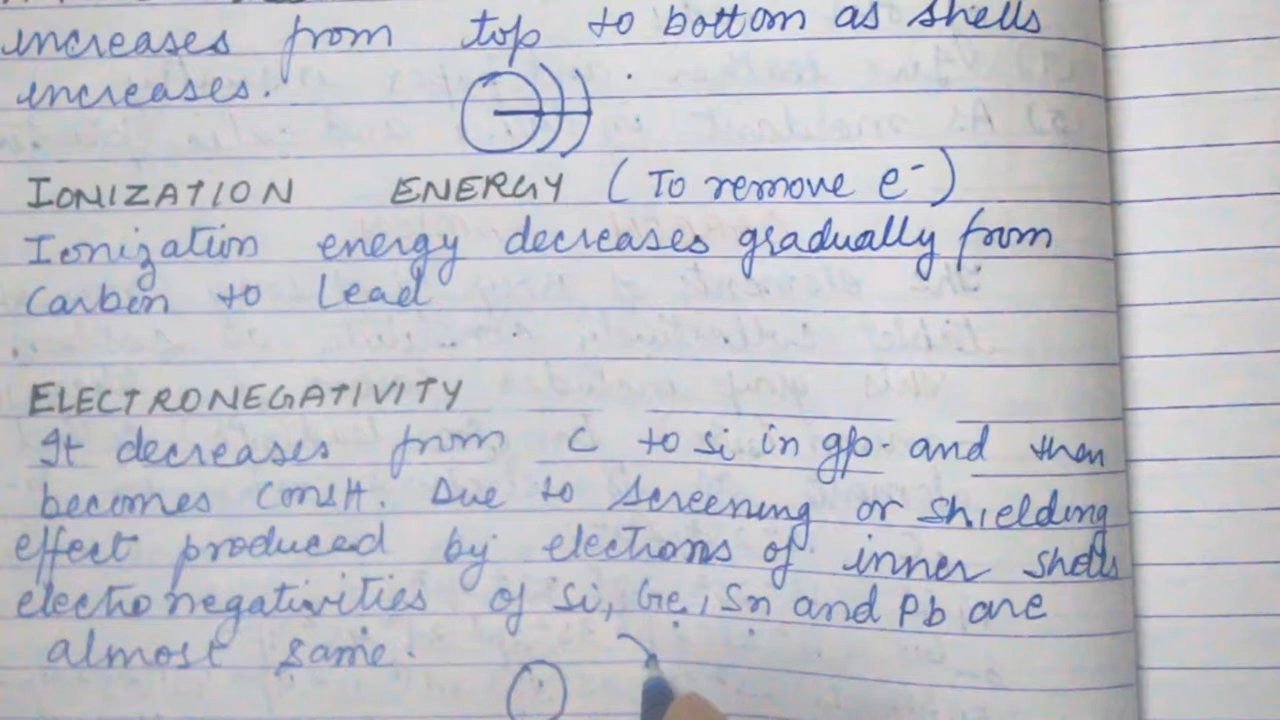 increases from top to bottom as shells
increases.
IONIZATION ENERGY (To remove e⁻)
Ionization energy decreases gradually from
Carbon to Lead
ELECTRONEGATIVITY
It decreases from C to Si in gp. and then
becomes constt. Due to screening or shielding
effect produced by electrons of inner shells
electronegativities of Si, Ge, Sn and Pb are
almost same.